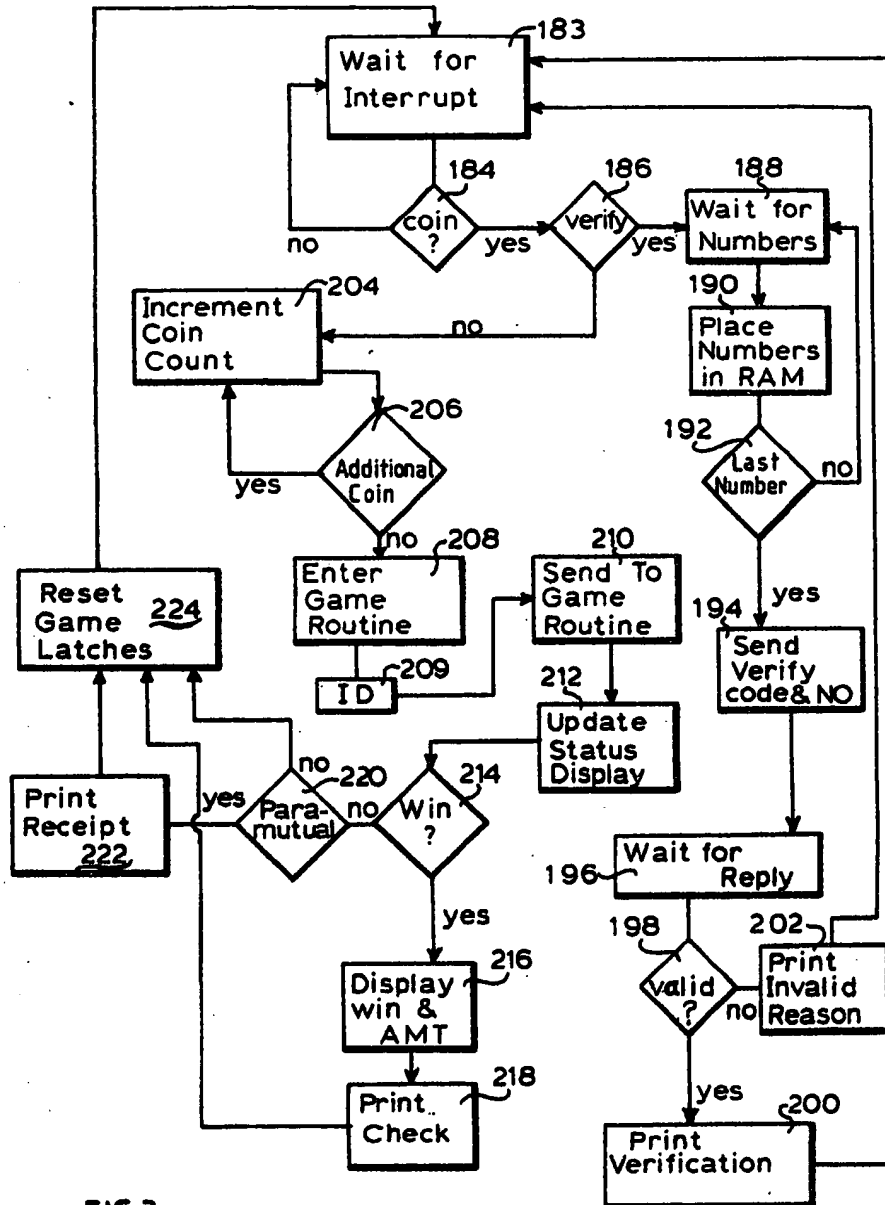 183
Wait for
Interrupt
184
coin
?
no
yes
186
verify
yes
no
188
Wait for
Numbers
190
Place
Numbers
in RAM
192
Last
Number
no
yes
204
Increment
Coin
Count
206
Additional
Coin
yes
no
208
Enter
Game
Routine
209
ID
210
Send To
Game
Routine
212
Update
Status
Display
194
Send
Verify
code&NO
Reset
Game
Latches
224
Print
Receipt
222
yes
no
220
Para-
mutual
no
214
Win
?
yes
216
Display
win &
AMT
218
Print
Check
196
Wait for
Reply
198
valid
?
no
yes
202
Print
Invalid
Reason
200
Print
Verification